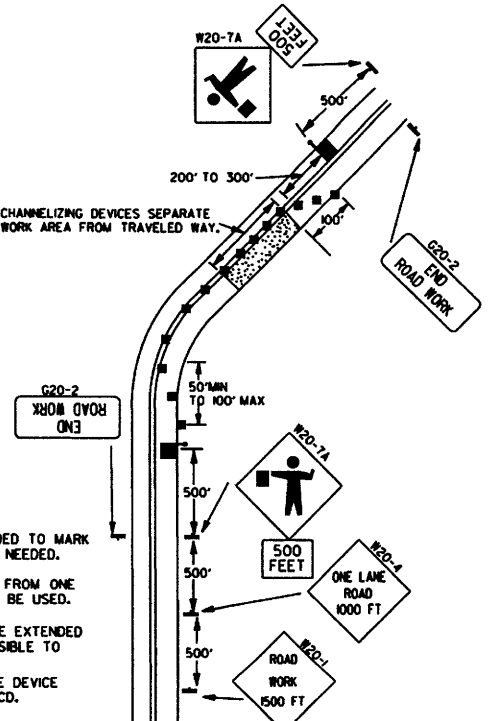 W20-7A
500
FEET
500'
200' TO 300'
CHANNELIZING DEVICES SEPARATE
WORK AREA FROM TRAVELED WAY.
100'
G20-2
END
ROAD WORK
50'MIN
TO 100' MAX
G20-2
END
ROAD WORK
W20-7A
500'
500
FEET
DED TO MARK
NEEDED.
500'
W20-4
ONE LANE
ROAD
1000 FT
FROM ONE
BE USED.
E EXTENDED
SIBLE TO
500'
W20-1
ROAD
WORK
1500 FT
E DEVICE
CD.